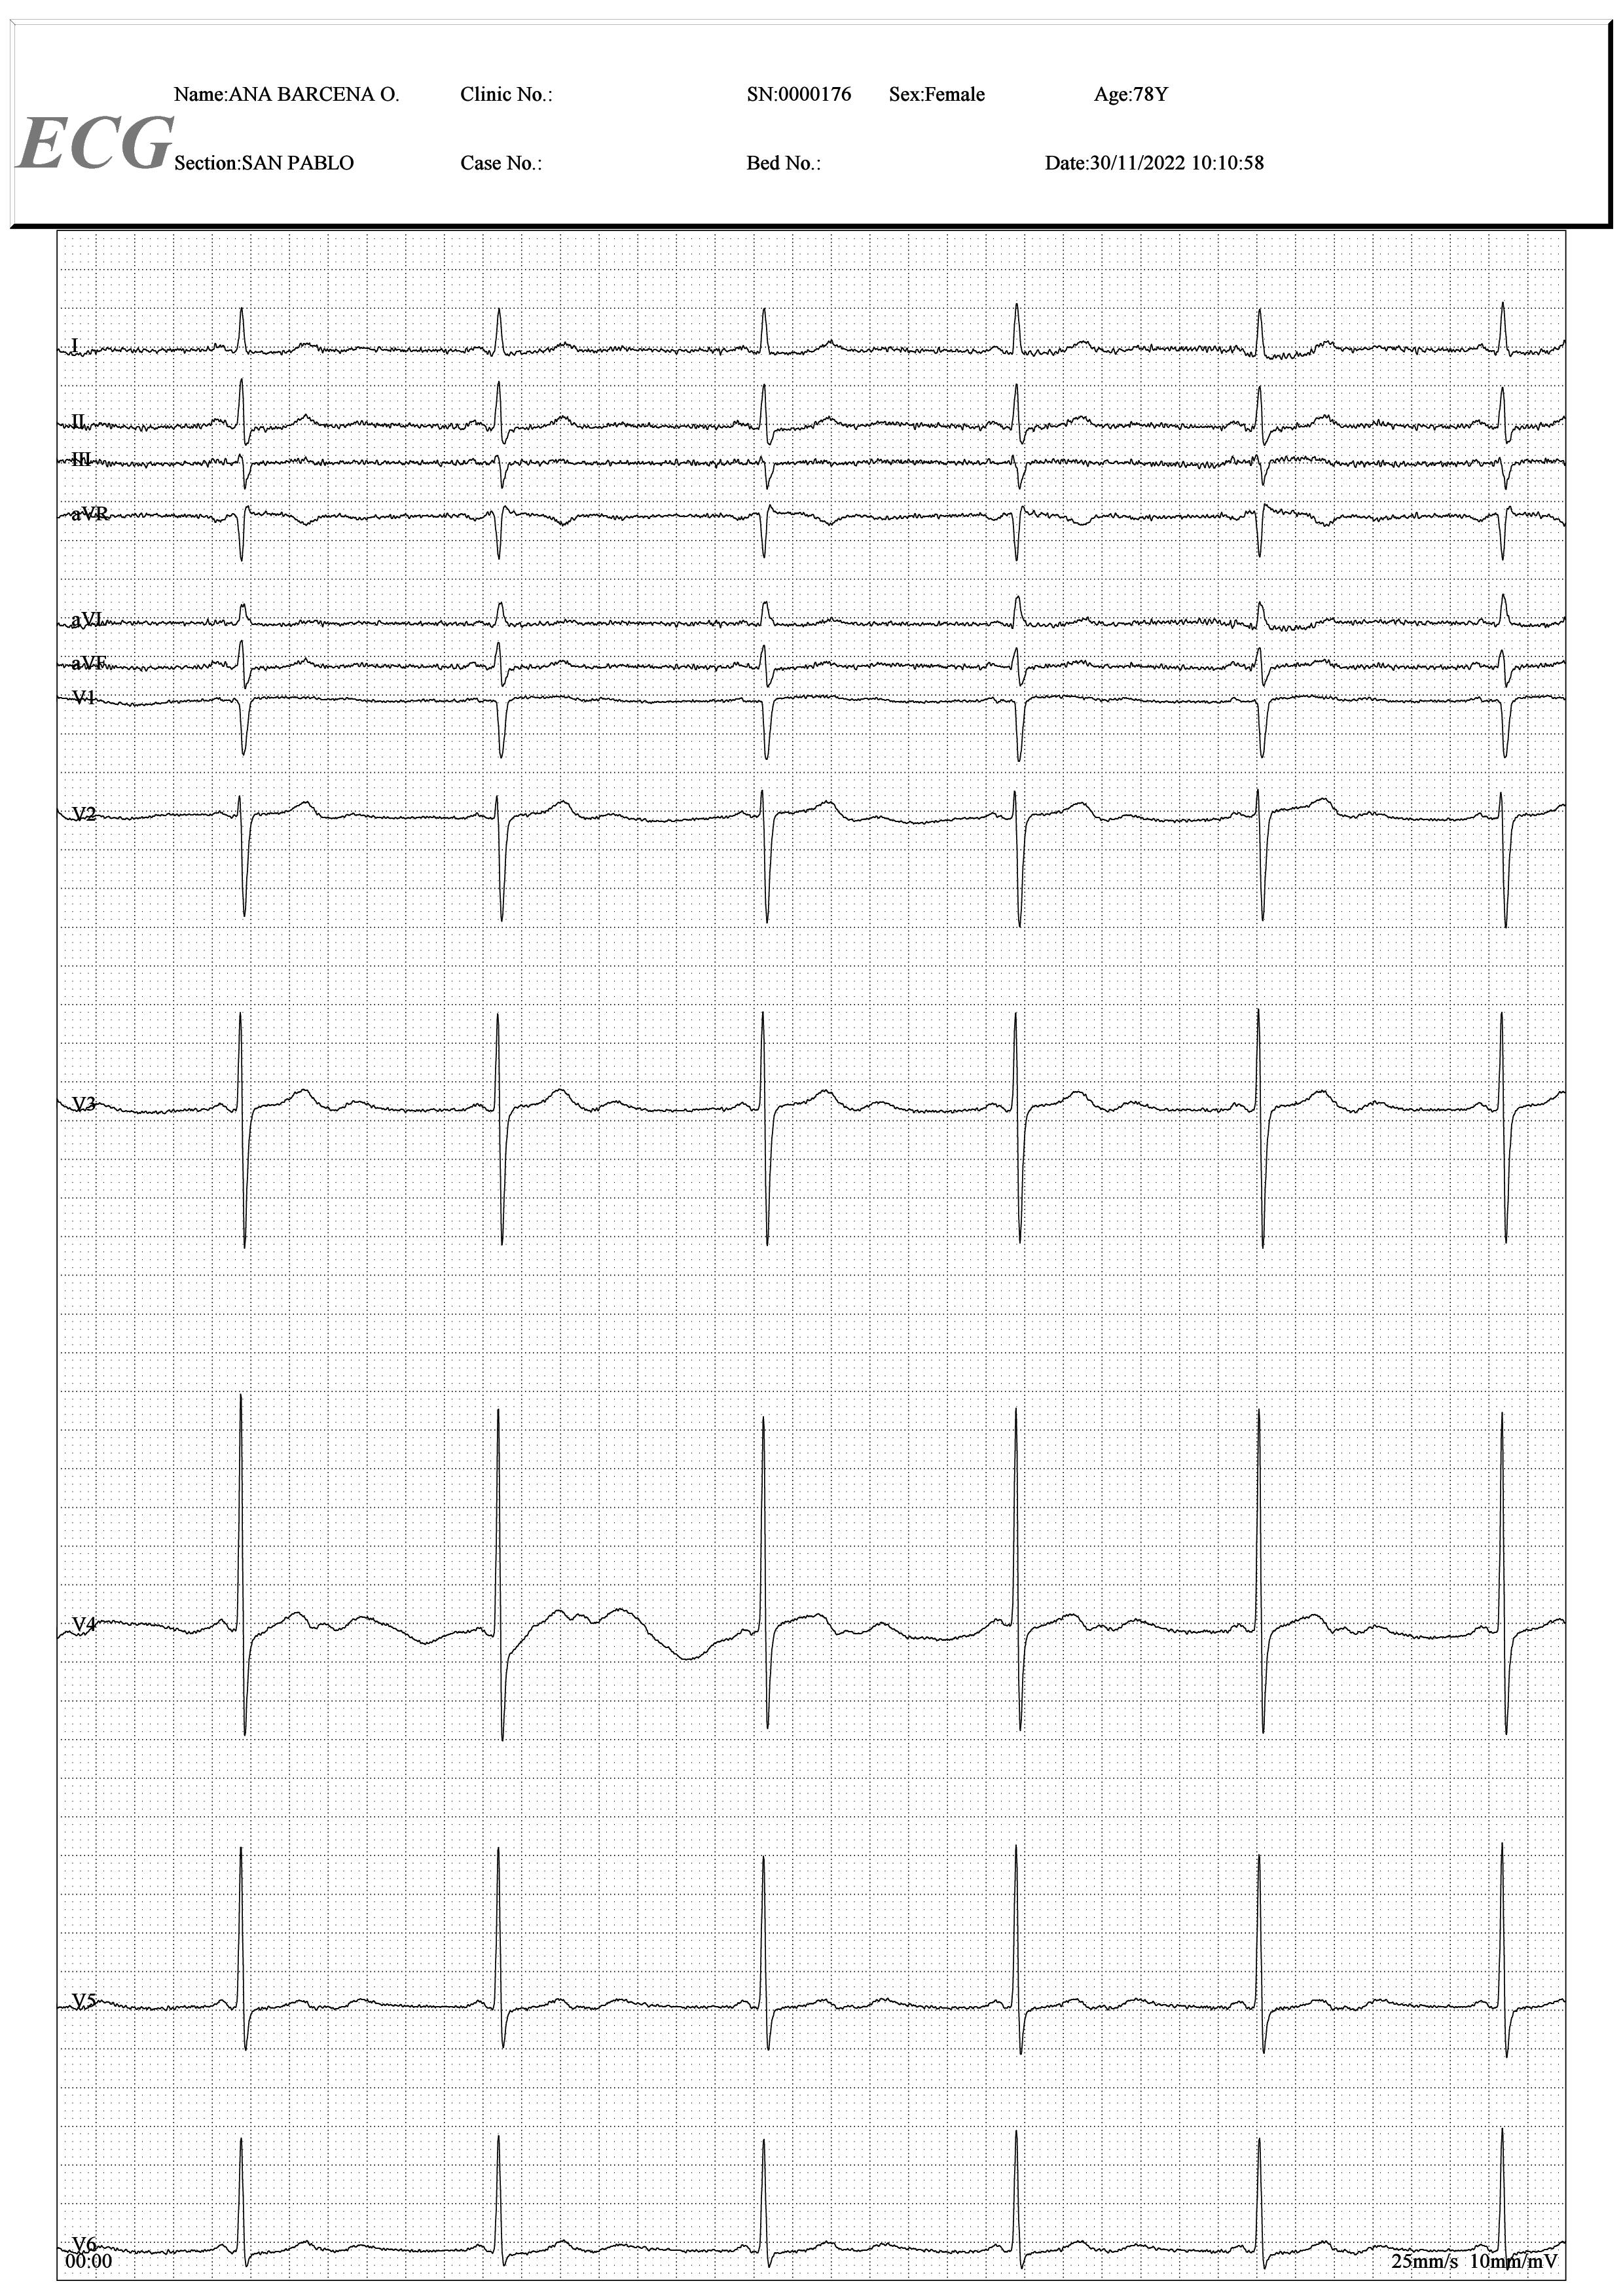 Name:ANA BARCENA O. Clinic No.: SN:0000176 Sex:Female Age:78Y
ECG
Section:SAN PABLO Case No.: Bed No.: Date:30/11/2022 10:10:58
I
II
III
aVR
aVL
aVF
V1
V2
V3
V4
V5
V6
00:00 25mm/s 10mm/mV